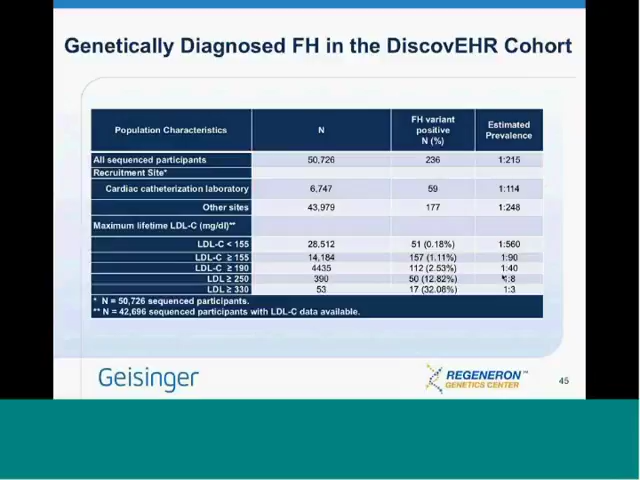 Genetically Diagnosed FH in the DiscovEHR Cohort
Population Characteristics N FH variant positive N (%) Estimated Prevalence
All sequenced participants 50,726 236 1:215
Recruitment Site*
Cardiac catheterization laboratory 6,747 59 1:114
Other sites 43,979 177 1:248
Maximum lifetime LDL-C (mg/dl)**
LDL-C < 155 28,512 51 (0.18%) 1:560
LDL-C ≥ 155 14,184 157 (1.11%) 1:90
LDL-C ≥ 190 4435 112 (2.53%) 1:40
LDL ≥ 250 390 50 (12.82%) 1:8
LDL ≥ 330 53 17 (32.08%) 1:3
* N = 50,726 sequenced participants.
** N = 42,696 sequenced participants with LDL-C data available.
Geisinger
REGENERON™
GENETICS CENTER
45